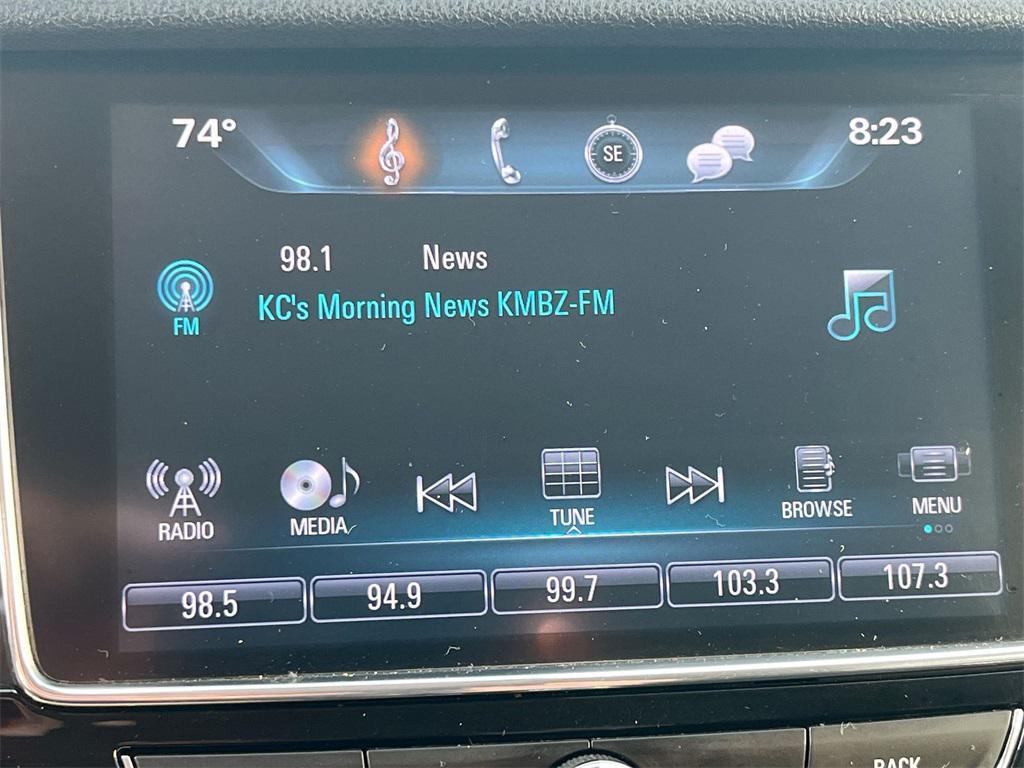 74° SE 8:23
98.1 News
FM KC's Morning News KMBZ-FM
RADIO MEDIA TUNE BROWSE MENU
98.5 94.9 99.7 103.3 107.3
BACK